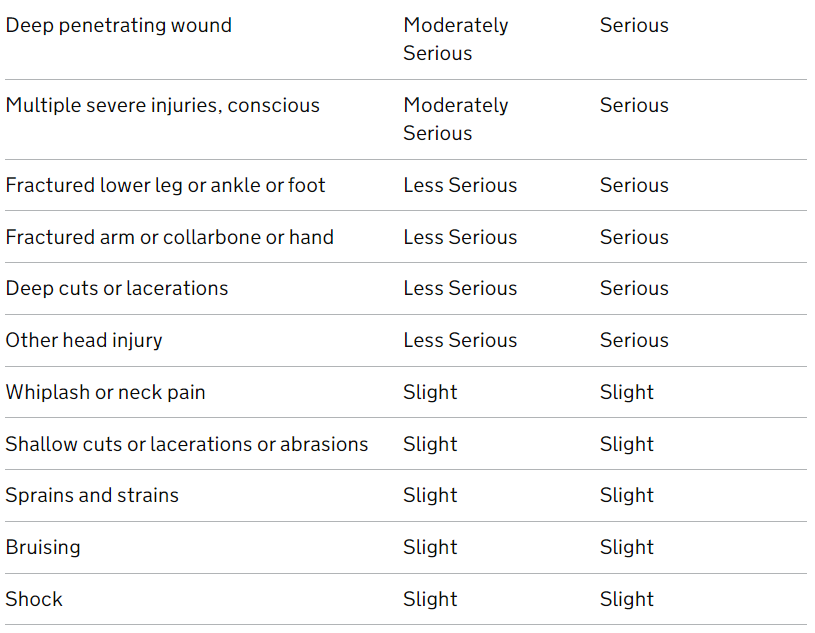 Deep penetrating wound Moderately Serious
Serious
Multiple severe injuries, conscious Moderately Serious
Serious
Fractured lower leg or ankle or foot Less Serious Serious
Fractured arm or collarbone or hand Less Serious Serious
Deep cuts or lacerations Less Serious Serious
Other head injury Less Serious Serious
Whiplash or neck pain Slight Slight
Shallow cuts or lacerations or abrasions Slight Slight
Sprains and strains Slight Slight
Bruising Slight Slight
Shock Slight Slight